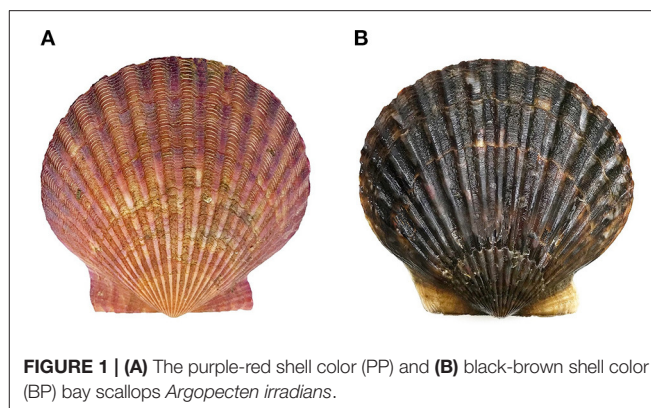 A
B
FIGURE 1 | (A) The purple-red shell color (PP) and (B) black-brown shell color
(BP) bay scallops Argopecten irradians.